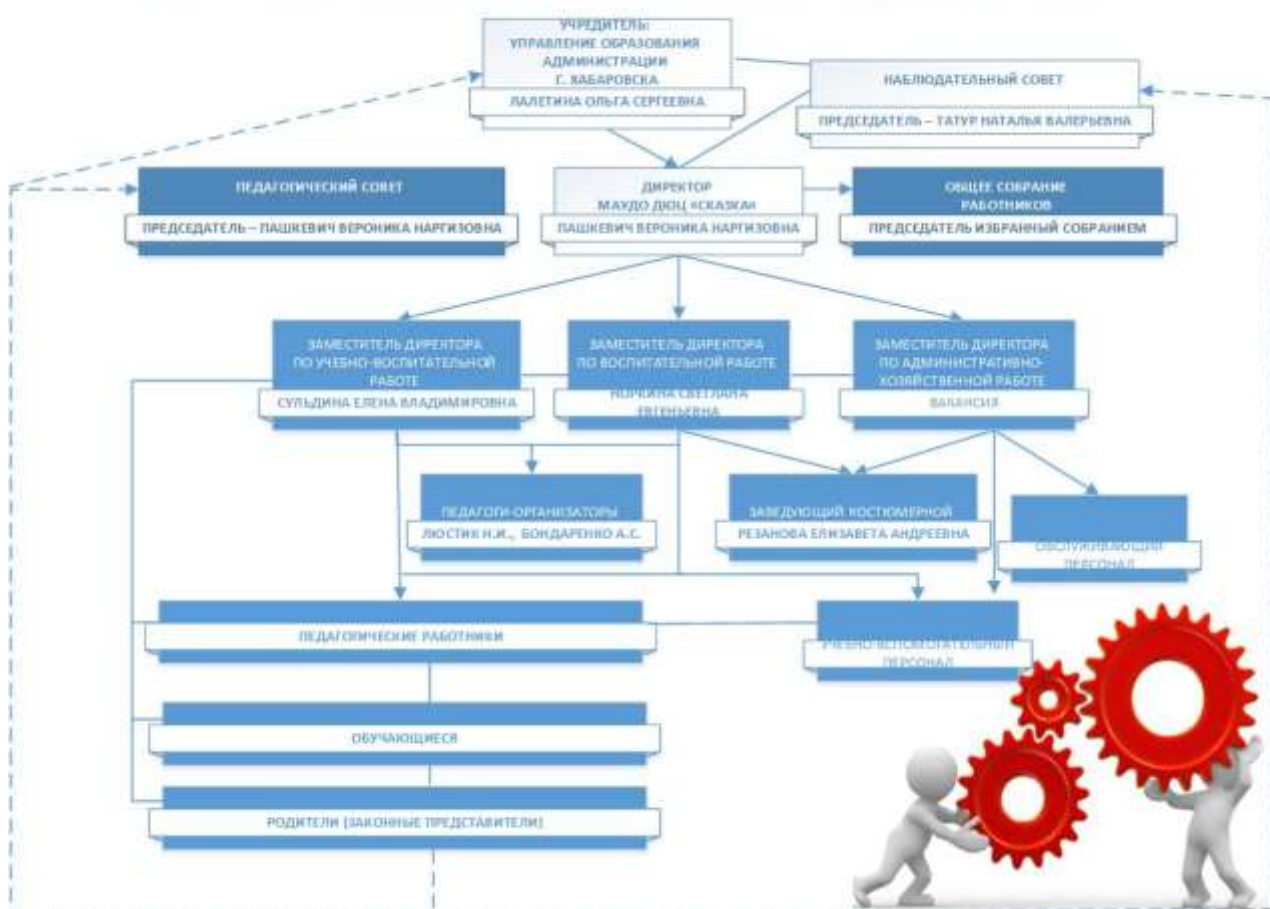 УЧРЕДИТЕЛЬ:
УПРАВЛЕНИЕ ОБРАЗОВАНИЯ
АДМИНИСТРАЦИИ
Г. ХАБАРОВСКА
ЛАЛЕТИНА ОЛЬГА СЕРГЕЕВНА
НАБЛЮДАТЕЛЬНЫЙ СОВЕТ
ПРЕДСЕДАТЕЛЬ – ТАТУР НАТАЛЬЯ ВАЛЕРЬЕВНА
ПЕДАГОГИЧЕСКИЙ СОВЕТ
ПРЕДСЕДАТЕЛЬ – ПАШКЕВИЧ ВЕРОНИКА НАРГИЗОВНА
ДИРЕКТОР
МАУДО ДЮЦ «СКАЗКА»
ПАШКЕВИЧ ВЕРОНИКА НАРГИЗОВНА
ОБЩЕЕ СОБРАНИЕ
РАБОТНИКОВ
ПРЕДСЕДАТЕЛЬ ИЗБРАННЫЙ СОБРАНИЕМ
ЗАМЕСТИТЕЛЬ ДИРЕКТОРА
ПО УЧЕБНО-ВОСПИТАТЕЛЬНОЙ
РАБОТЕ
СУЛЬДИНА ЕЛЕНА ВЛАДИМИРОВНА
ЗАМЕСТИТЕЛЬ ДИРЕКТОРА
ПО ВОСПИТАТЕЛЬНОЙ РАБОТЕ
НОРКИНА СВЕТЛАНА
ЕВГЕНЬЕВНА
ЗАМЕСТИТЕЛЬ ДИРЕКТОРА
ПО АДМИНИСТРАТИВНО-
ХОЗЯЙСТВЕННОЙ РАБОТЕ
ВАКАНСИЯ
ПЕДАГОГИ-ОРГАНИЗАТОРЫ
ЛЮСТИК Н.И., БОНДАРЕНКО А.С.
ЗАВЕДУЮЩИЙ КОСТЮМЕРНОЙ
РЕЗАНОВА ЕЛИЗАВЕТА АНДРЕЕВНА
ОБСЛУЖИВАЮЩИЙ
ПЕРСОНАЛ
ПЕДАГОГИЧЕСКИЕ РАБОТНИКИ
УЧЕБНО-ВСПОМОГАТЕЛЬНЫЙ
ПЕРСОНАЛ
ОБУЧАЮЩИЕСЯ
РОДИТЕЛИ (ЗАКОННЫЕ ПРЕДСТАВИТЕЛИ)